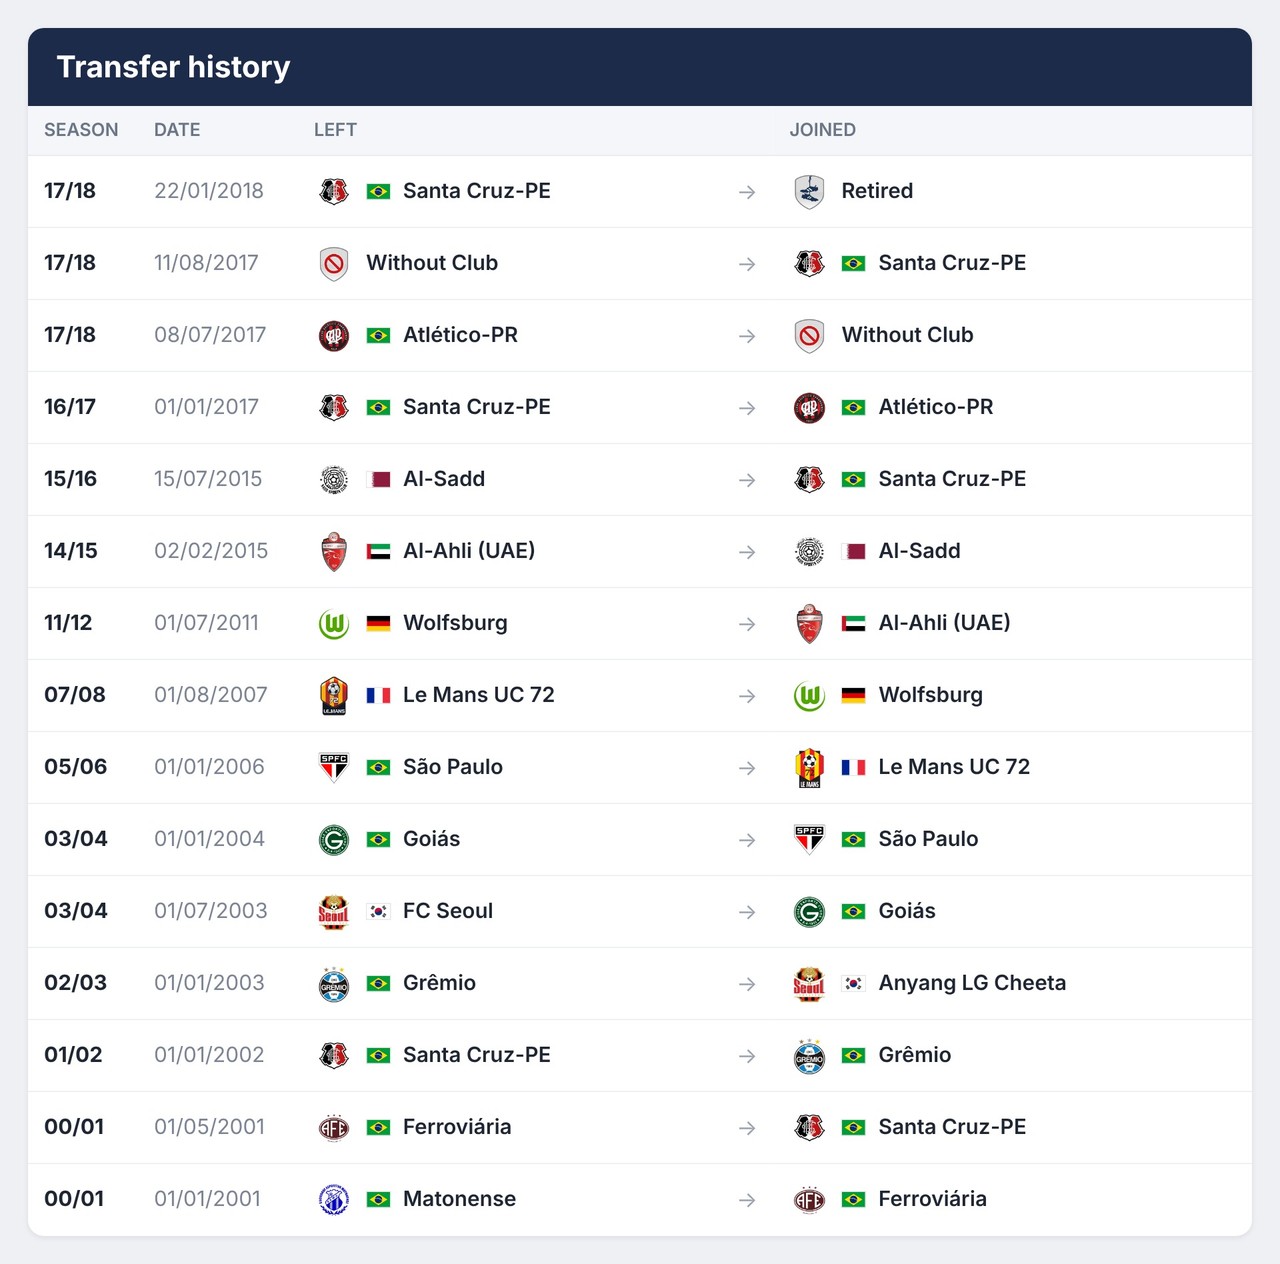 Transfer history
SEASON DATE LEFT JOINED
17/18 22/01/2018 Santa Cruz-PE → Retired
17/18 11/08/2017 Without Club → Santa Cruz-PE
17/18 08/07/2017 Atlético-PR → Without Club
16/17 01/01/2017 Santa Cruz-PE → Atlético-PR
15/16 15/07/2015 Al-Sadd → Santa Cruz-PE
14/15 02/02/2015 Al-Ahli (UAE) → Al-Sadd
11/12 01/07/2011 Wolfsburg → Al-Ahli (UAE)
07/08 01/08/2007 Le Mans UC 72 → Wolfsburg
05/06 01/01/2006 São Paulo → Le Mans UC 72
03/04 01/01/2004 Goiás → São Paulo
03/04 01/07/2003 FC Seoul → Goiás
02/03 01/01/2003 Grêmio → Anyang LG Cheeta
01/02 01/01/2002 Santa Cruz-PE → Grêmio
00/01 01/05/2001 Ferroviária → Santa Cruz-PE
00/01 01/01/2001 Matonense → Ferroviária